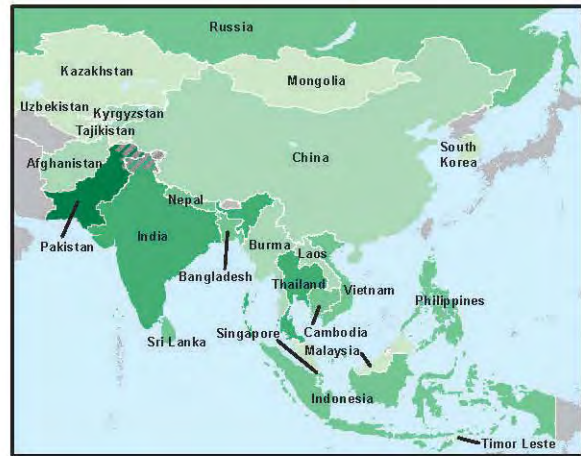 Russia
Kazakhstan
Mongolia
Uzbekistan
Kyrgyzstan
Tajikistan
Afghanistan
China
South
Korea
Nepal
India
Pakistan
Burma
Laos
Bangladesh
Thailand
Vietnam
Philippines
Sri Lanka
Singapore
Cambodia
Malaysia
Indonesia
Timor Leste